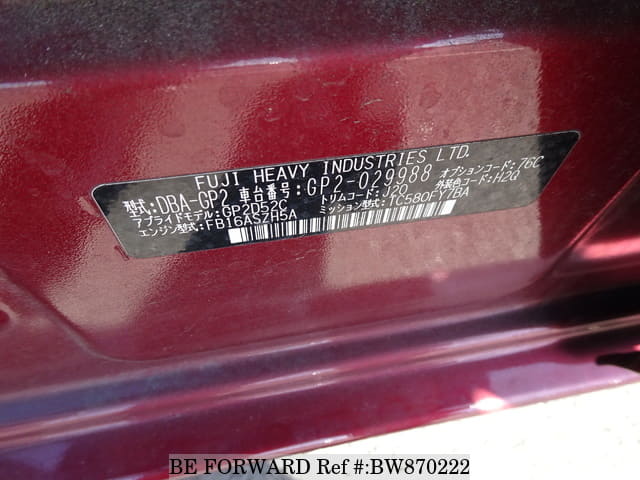 FUJI HEAVY INDUSTRIES LTD.
型式:DBA-GP2 車台番号:GP2-029988 オプションコード:76C
アプライドモデル:GP2D52C トリムコード:J20 外装色コード:H2Q
エンジン型式:FB16ASZH5A ミッション型式:TC580FY7BA
BE FORWARD Ref #:BW870222